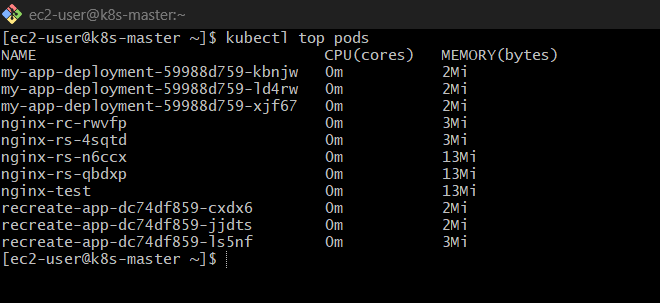 ec2-user@k8s-master:~
[ec2-user@k8s-master ~]$ kubectl top pods
NAME CPU(cores) MEMORY(bytes)
my-app-deployment-59988d759-kbnjw 0m 2Mi
my-app-deployment-59988d759-ld4rw 0m 2Mi
my-app-deployment-59988d759-xjf67 0m 2Mi
nginx-rc-rwvfp 0m 3Mi
nginx-rs-4sqtd 0m 3Mi
nginx-rs-n6ccx 0m 13Mi
nginx-rs-qbdxp 0m 13Mi
nginx-test 0m 13Mi
recreate-app-dc74df859-cxdx6 0m 2Mi
recreate-app-dc74df859-jjdts 0m 2Mi
recreate-app-dc74df859-ls5nf 0m 3Mi
[ec2-user@k8s-master ~]$